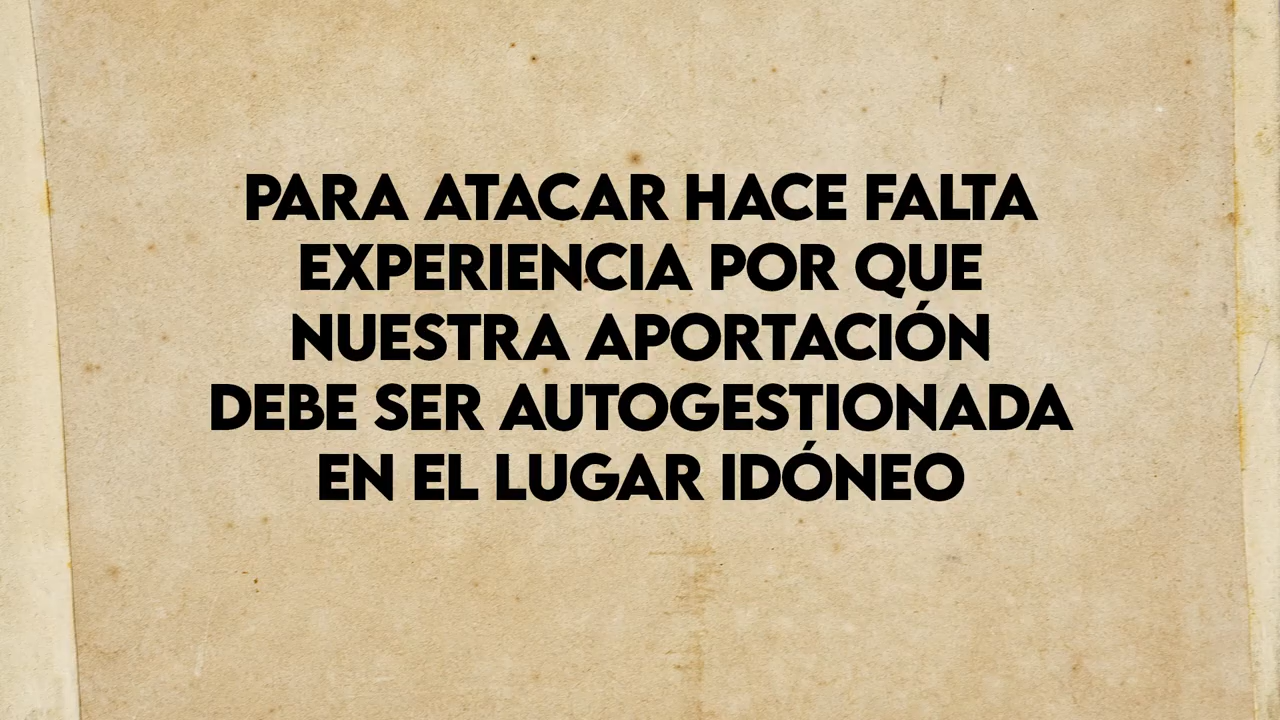 PARA ATACAR HACE FALTA
EXPERIENCIA POR QUE
NUESTRA APORTACIÓN
DEBE SER AUTOGESTIONADA
EN EL LUGAR IDÓNEO